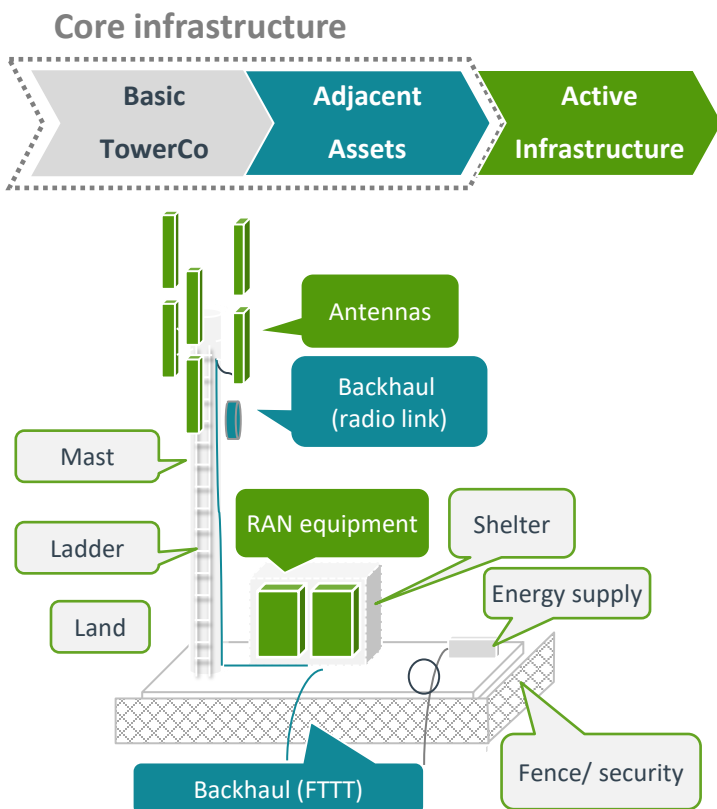 Core infrastructure
Basic
TowerCo
Adjacent
Assets
Active
Infrastructure
Antennas
Backhaul
(radio link)
Mast
RAN equipment
Shelter
Ladder
Energy supply
Land
Fence/ security
Backhaul (FTTT)